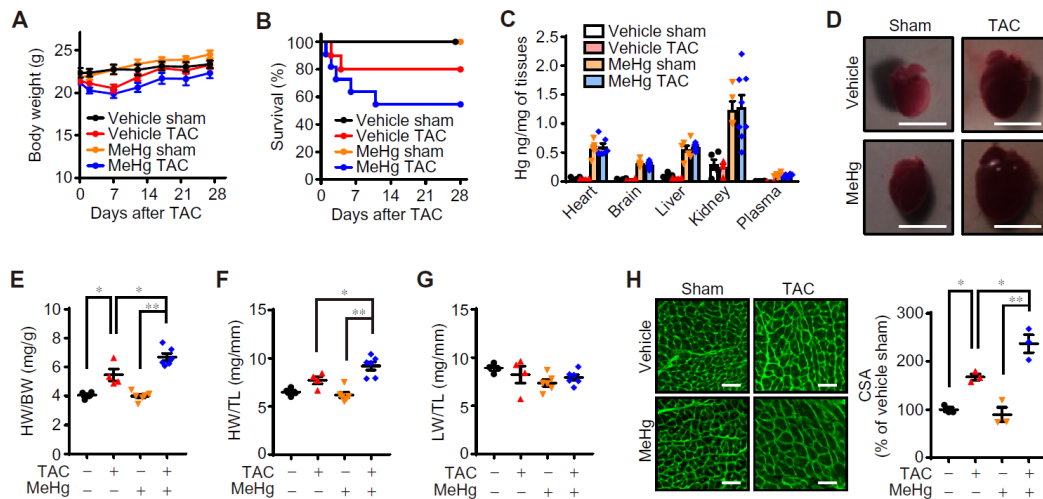 A
Body weight (g)
25
20
15
10
0
7
14
21
28
Days after TAC
Vehicle sham
Vehicle TAC
MeHg sham
MeHg TAC
B
Survival (%)
100
80
60
40
20
0
0
7
14
21
28
Days after TAC
Vehicle sham
Vehicle TAC
MeHg sham
MeHg TAC
C
Hg ng/mg of tissues
2.5
2.0
1.5
1.0
0.5
0
Vehicle sham
Vehicle TAC
MeHg sham
MeHg TAC
Heart
Brain
Liver
Kidney
Plasma
D
Sham
TAC
Vehicle
MeHg
E
HW/BW (mg/g)
10
8
6
4
2
0
* *
**
TAC − + − +
MeHg − − + +
F
HW/TL (mg/mm)
15
10
5
0
*
**
− + − +
− − + +
G
LW/TL (mg/mm)
15
10
5
0
− + − +
− − + +
H
Sham
TAC
Vehicle
MeHg
CSA
(% of vehicle sham)
300
200
100
0
* *
**
TAC − + − +
MeHg − − + +